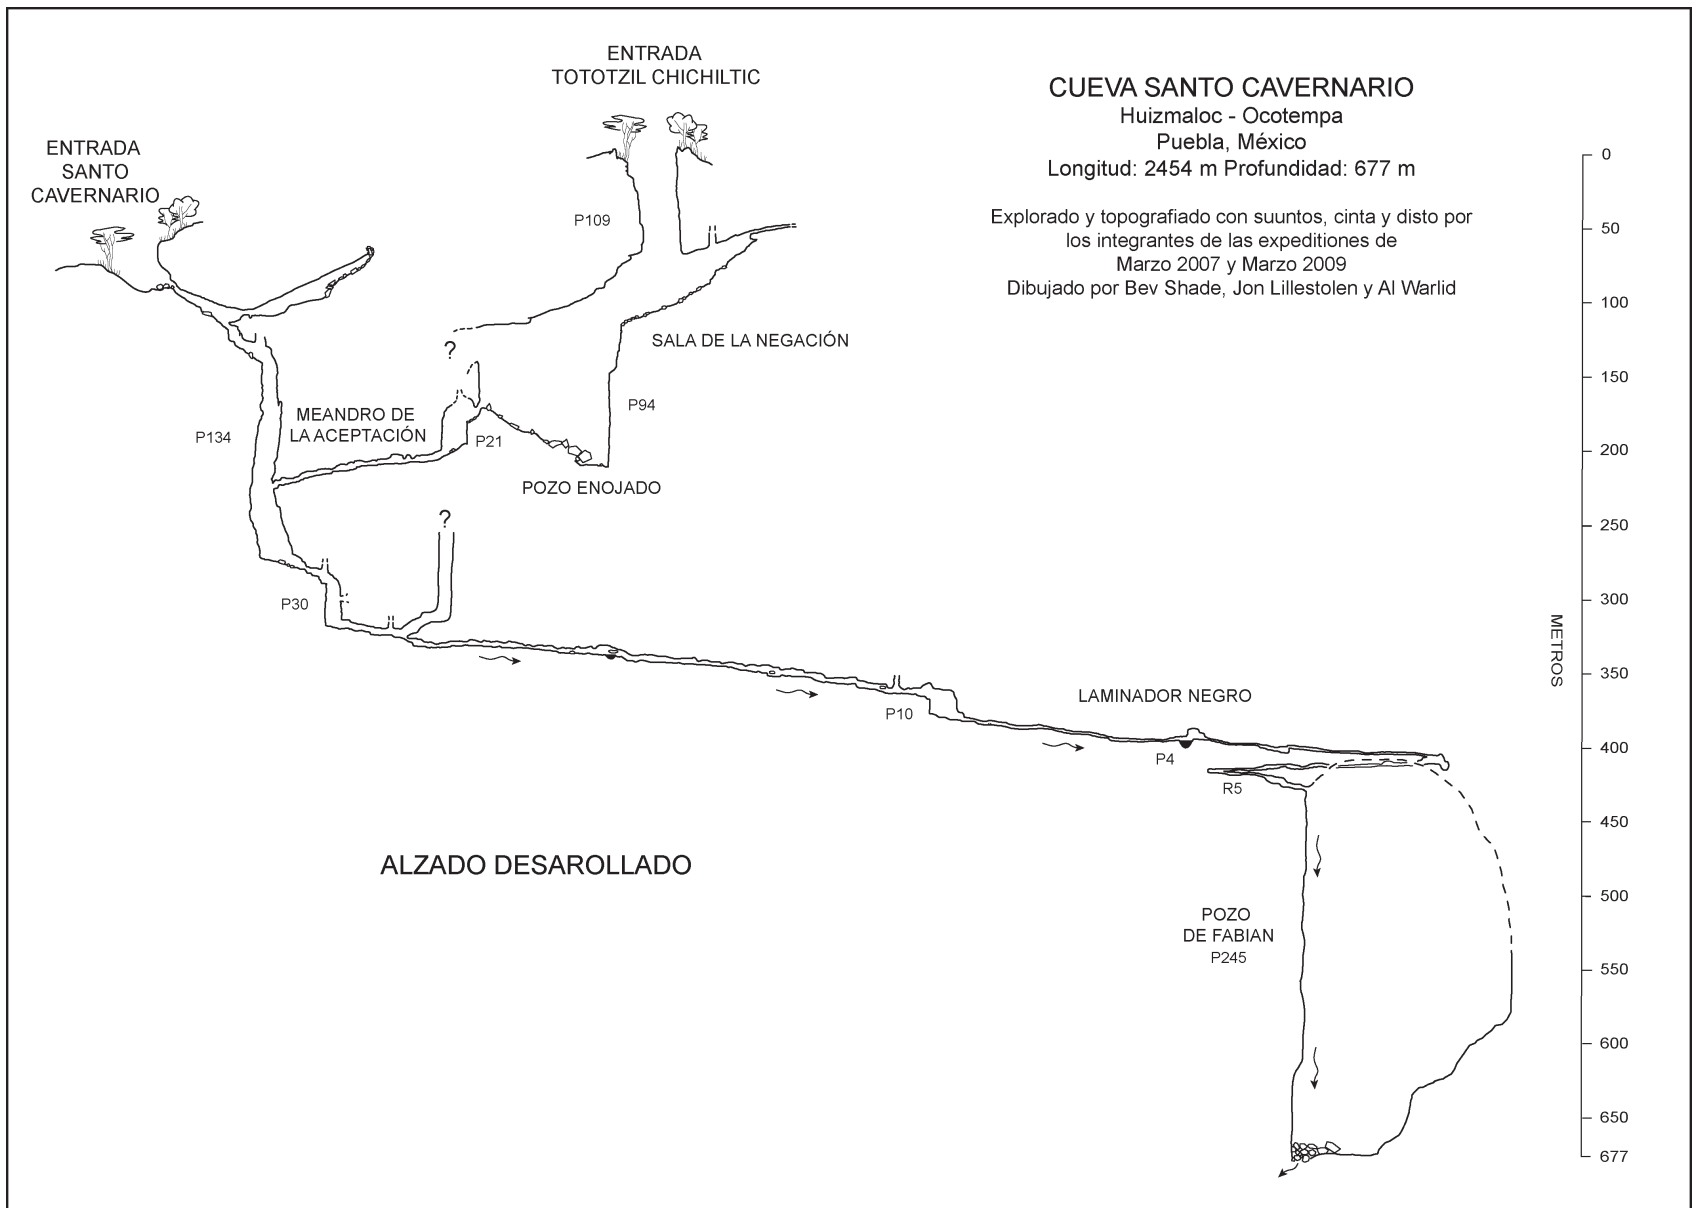 ENTRADA
TOTOTZIL CHICHILTIC
CUEVA SANTO CAVERNARIO
Huizmaloc - Ocotempa
Puebla, México
Longitud: 2454 m Profundidad: 677 m
Explorado y topografiado con suuntos, cinta y disto por
los integrantes de las expeditiones de
Marzo 2007 y Marzo 2009
Dibujado por Bev Shade, Jon Lillestolen y Al Warlid
ENTRADA
SANTO
CAVERNARIO
P109
SALA DE LA NEGACIÓN
?
P94
MEANDRO DE
LA ACEPTACIÓN
P134
P21
POZO ENOJADO
?
P30
P10
LAMINADOR NEGRO
P4
R5
ALZADO DESAROLLADO
POZO
DE FABIAN
P245
0
50
100
150
200
250
300
350
400
450
500
550
600
650
677
METROS